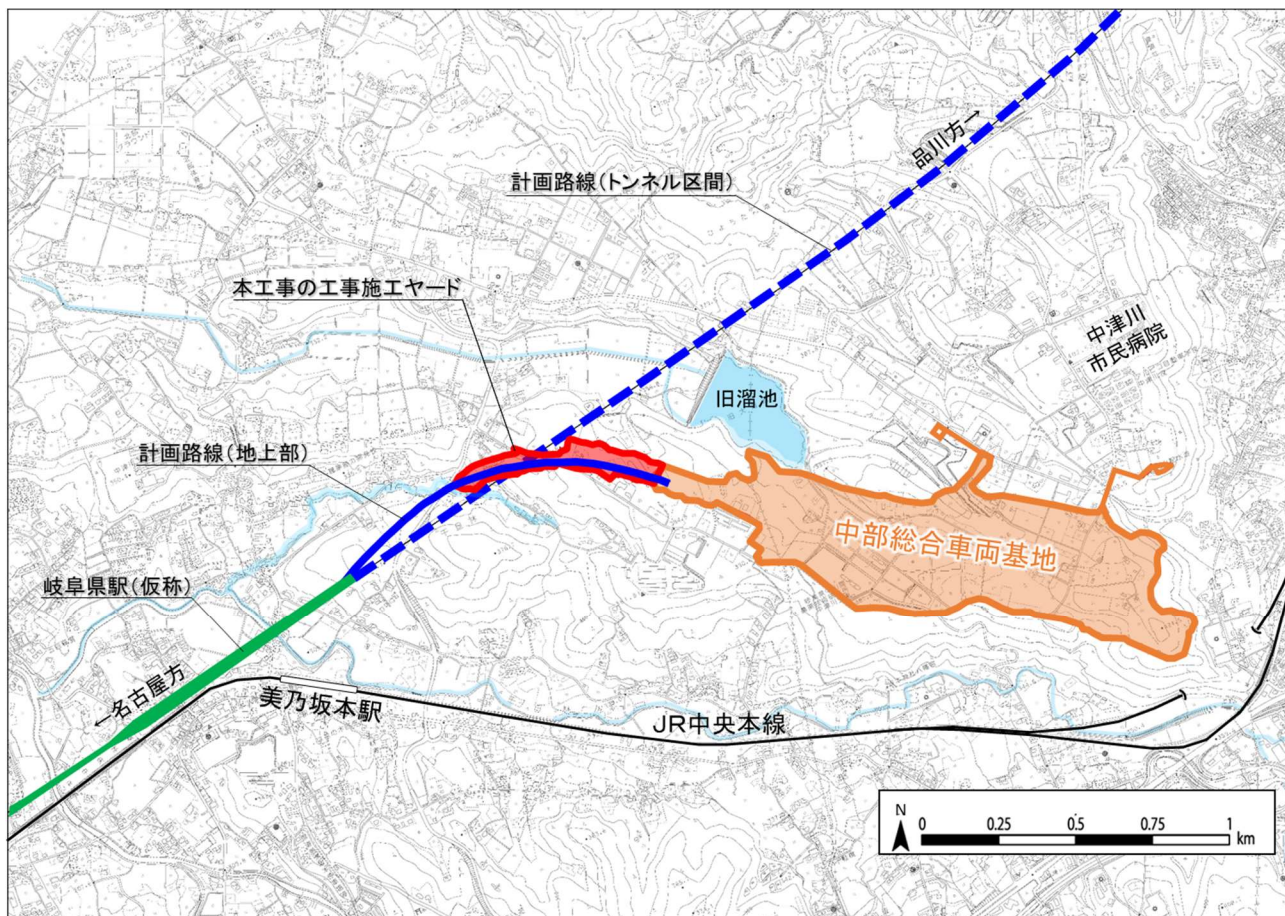 品川方→
計画路線(トンネル区間)
本工事の工事施工ヤード
中津川
市民病院
旧溜池
計画路線(地上部)
中部総合車両基地
岐阜県駅(仮称)
←名古屋方
美乃坂本駅
JR中央本線
N
0 0.25 0.5 0.75 1
km